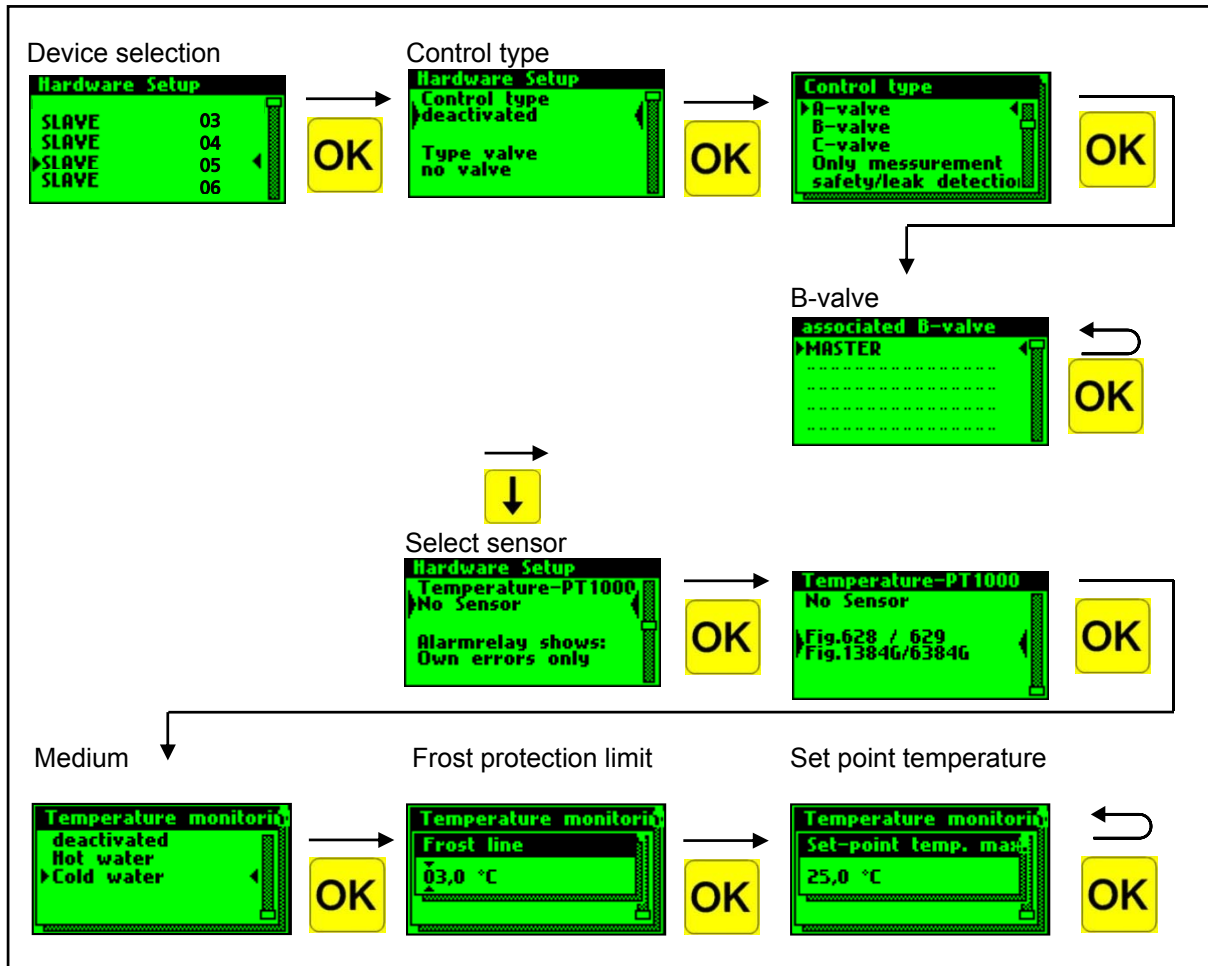 Device selection
Hardware Setup
SLAVE 03
SLAVE 04
SLAVE 05
SLAVE 06
OK
Control type
Hardware Setup
Control type
deactivated
Type valve
no valve
OK
Control type
A-valve
B-valve
C-valve
Only messurement
safety/leak detectio
OK
B-valve
associated B-valve
MASTER
OK
Select sensor
Hardware Setup
Temperature-PT1000
No Sensor
Alarmrelay shows:
Own errors only
OK
Temperature-PT1000
No Sensor
Fig.628 / 629
Fig.1384G/6384G
OK
Medium
Temperature monitorin
deactivated
Hot water
Cold water
OK
Frost protection limit
Temperature monitorin
Frost line
03,0 °C
OK
Set point temperature
Temperature monitorin
Set-point temp. max.
25,0 °C
OK